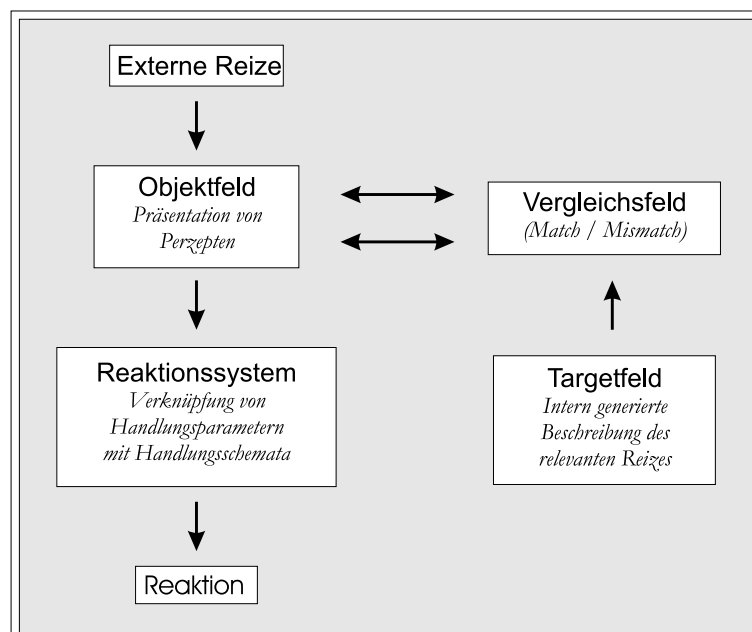 Externe Reize
Objektfeld
Präsentation von
Perzepten
Vergleichsfeld
(Match / Mismatch)
Reaktionssystem
Verknüpfung von
Handlungsparametern
mit Handlungsschemata
Targetfeld
Intern generierte
Beschreibung des
relevanten Reizes
Reaktion